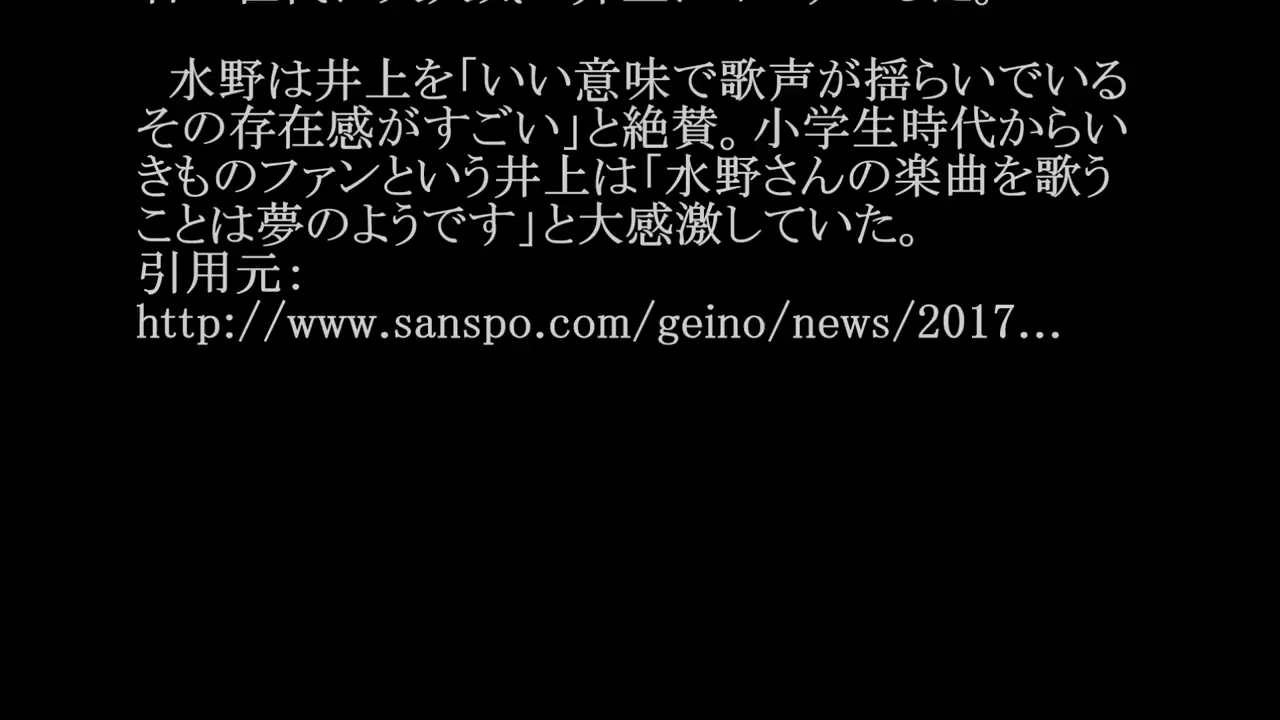 水野は井上を「いい意味で歌声が揺らいでいる
その存在感がすごい」と絶賛。小学生時代からい
きものファンという井上は「水野さんの楽曲を歌う
ことは夢のようです」と大感激していた。
引用元：
http://www.sanspo.com/geino/news/2017...